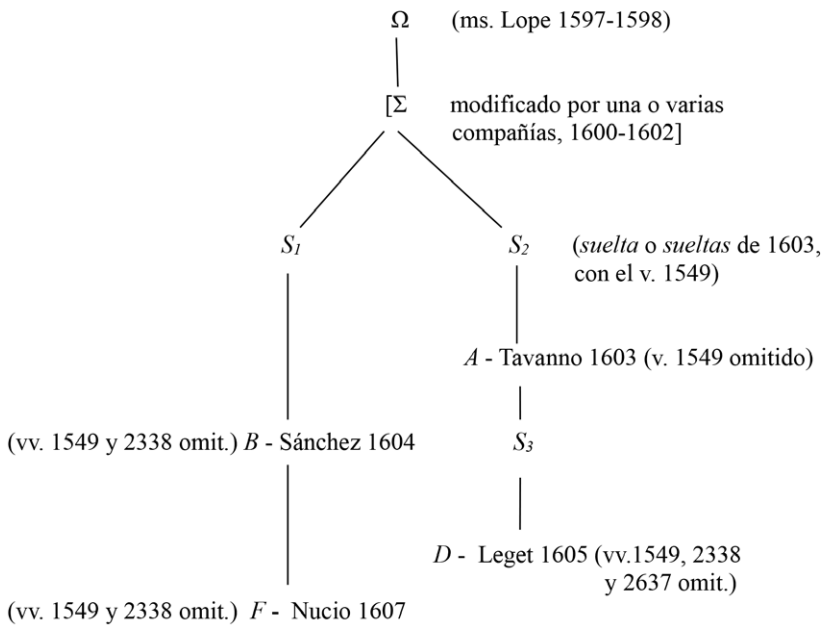 Ω (ms. Lope 1597-1598)
[Σ modificado por una o varias
compañías, 1600-1602]
S1 S2 (suelta o sueltas de 1603,
con el v. 1549)
A - Tavanno 1603 (v. 1549 omitido)
(vv. 1549 y 2338 omit.) B - Sánchez 1604 S3
D - Leget 1605 (vv.1549, 2338
y 2637 omit.)
(vv. 1549 y 2338 omit.) F - Nucio 1607